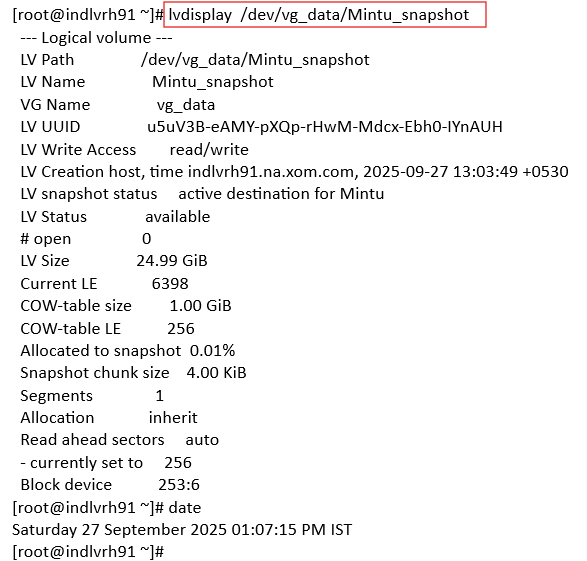 [root@indlvrh91 ~]# lvdisplay /dev/vg_data/Mintu_snapshot
--- Logical volume ---
LV Path /dev/vg_data/Mintu_snapshot
LV Name Mintu_snapshot
VG Name vg_data
LV UUID u5uV3B-eAMY-pXQp-rHwM-Mdcx-Ebh0-IYnAUH
LV Write Access read/write
LV Creation host, time indlvrh91.na.xom.com, 2025-09-27 13:03:49 +0530
LV snapshot status active destination for Mintu
LV Status available
# open 0
LV Size 24.99 GiB
Current LE 6398
COW-table size 1.00 GiB
COW-table LE 256
Allocated to snapshot 0.01%
Snapshot chunk size 4.00 KiB
Segments 1
Allocation inherit
Read ahead sectors auto
- currently set to 256
Block device 253:6
[root@indlvrh91 ~]# date
Saturday 27 September 2025 01:07:15 PM IST
[root@indlvrh91 ~]#